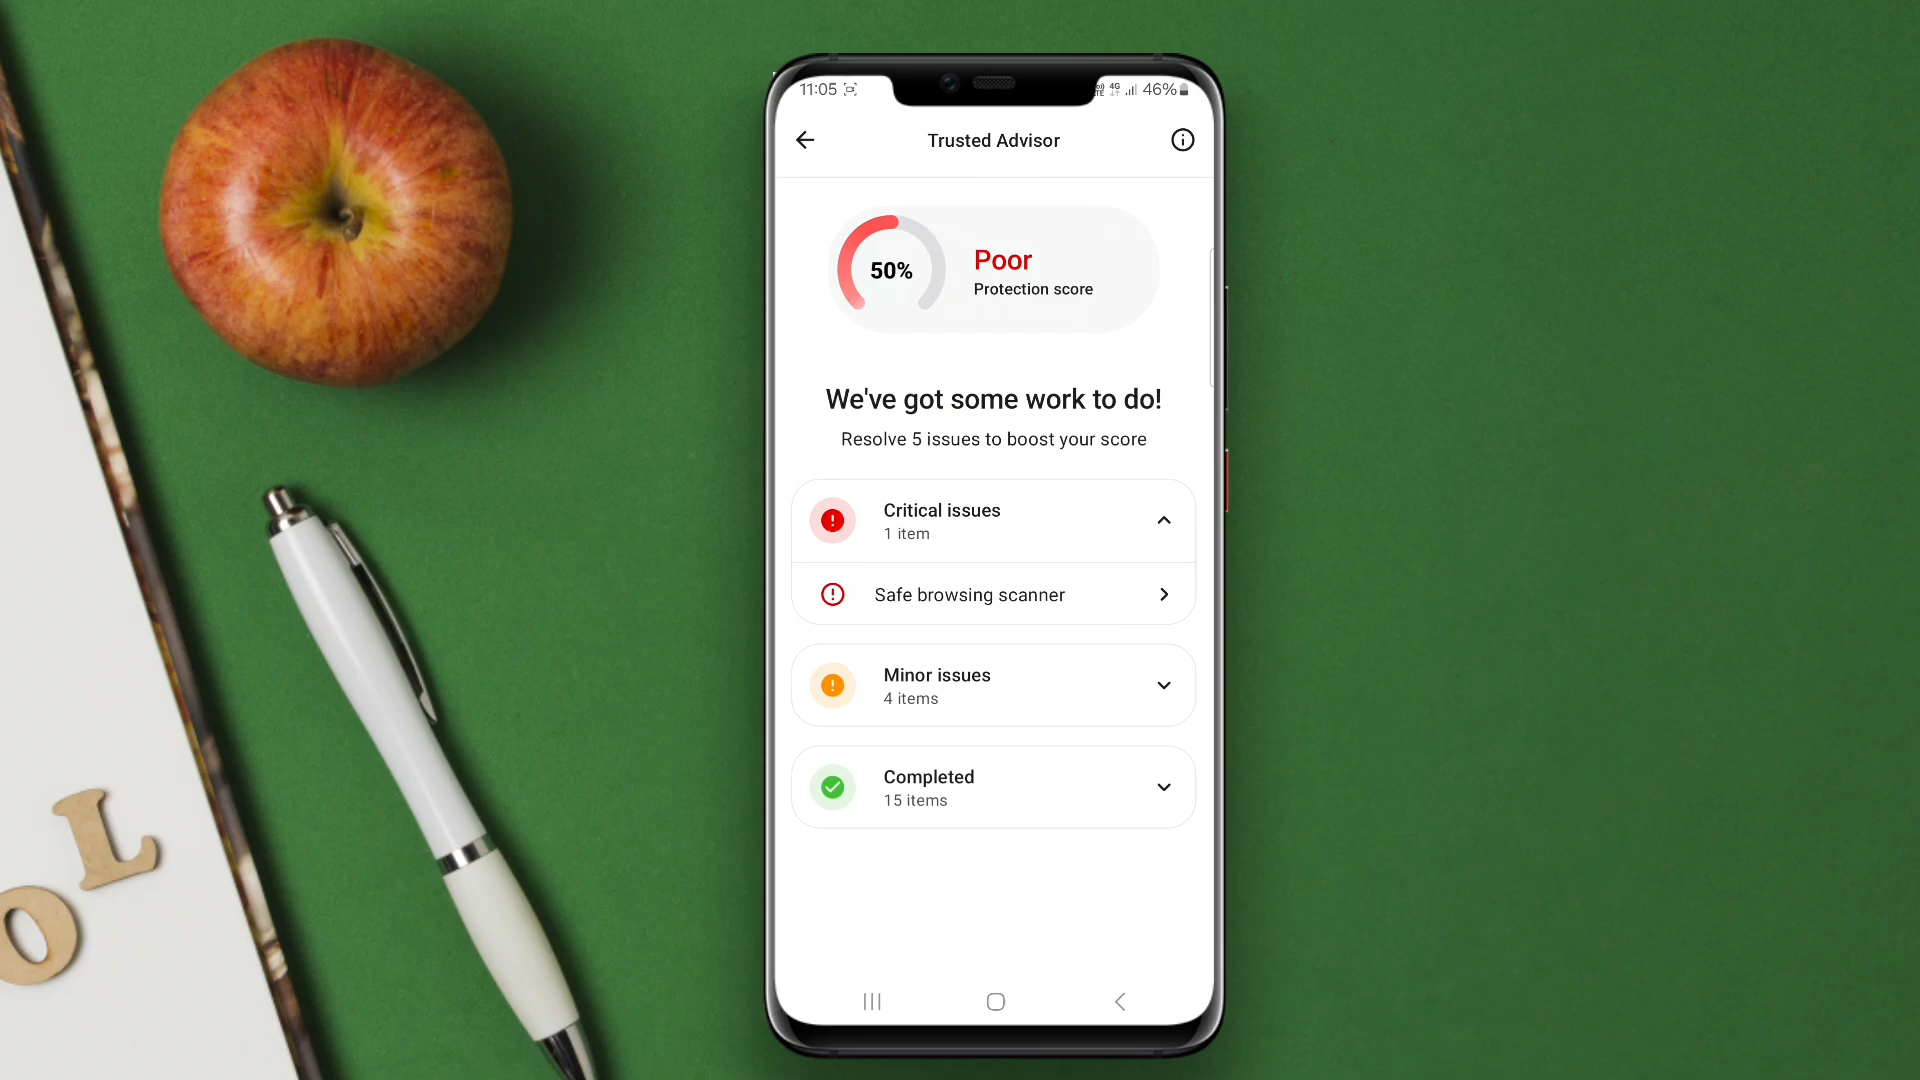 11:05
4G
46%
Trusted Advisor
50%
Poor
Protection score
We've got some work to do!
Resolve 5 issues to boost your score
Critical issues
1 item
Safe browsing scanner
Minor issues
4 items
Completed
15 items
L
O